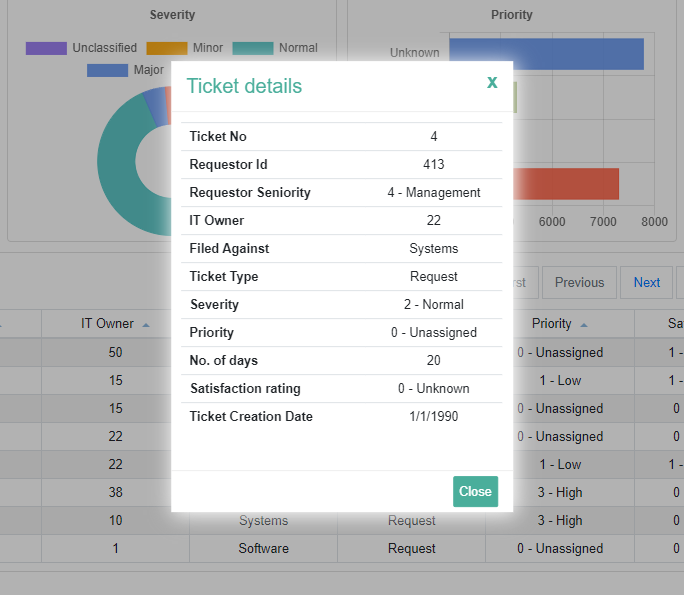 Severity
Priority
Unclassified Minor Normal
Major
Unknown
6000 7000 8000
Ticket details
X
Ticket No 4
Requestor Id 413
Requestor Seniority 4 - Management
IT Owner 22
Filed Against Systems
Ticket Type Request
Severity 2 - Normal
Priority 0 - Unassigned
No. of days 20
Satisfaction rating 0 - Unknown
Ticket Creation Date 1/1/1990
Close
Previous Next
IT Owner Priority
50 0 - Unassigned 1 -
15 1 - Low 0
15 0 - Unassigned 0
22 0 - Unassigned 0
22 1 - Low 1 -
38 3 - High 0
10 Systems Request 3 - High 0
1 Software Request 0 - Unassigned 0